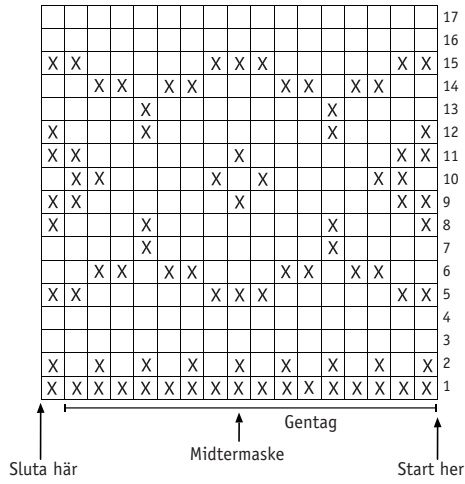 17
16
X X X X X X X 15
X X X X X X X X 14
X X 13
X X X X 12
X X X X X 11
X X X X X X 10
X X X X X 9
X X X X 8
X X 7
X X X X X X X X 6
X X X X X X X 5
4
3
X X X X X X X X X 2
X X X X X X X X X X X X X X X X X 1
Gentag
Midtermaske
Sluta här
Start her